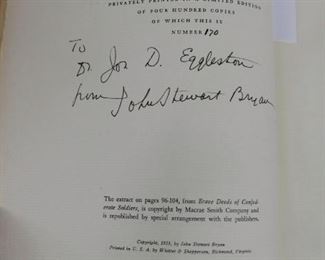 PRIVATELY PRINTED IN A LIMITED EDITION
OF FOUR HUNDRED COPIES
OF WHICH THIS IS
NUMBER 170
To
Dr. Jos D. Eggleston
from John Stewart Bryan
The extract on pages 96-104, from Brave Deeds of Confed-
erate Soldiers, is copyright by Macrae Smith Company and
is republished by special arrangement with the publishers.
Copyright, 1935, by John Stewart Bryan
Printed in U. S. A. by Whittet & Shepperson, Richmond, Virginia